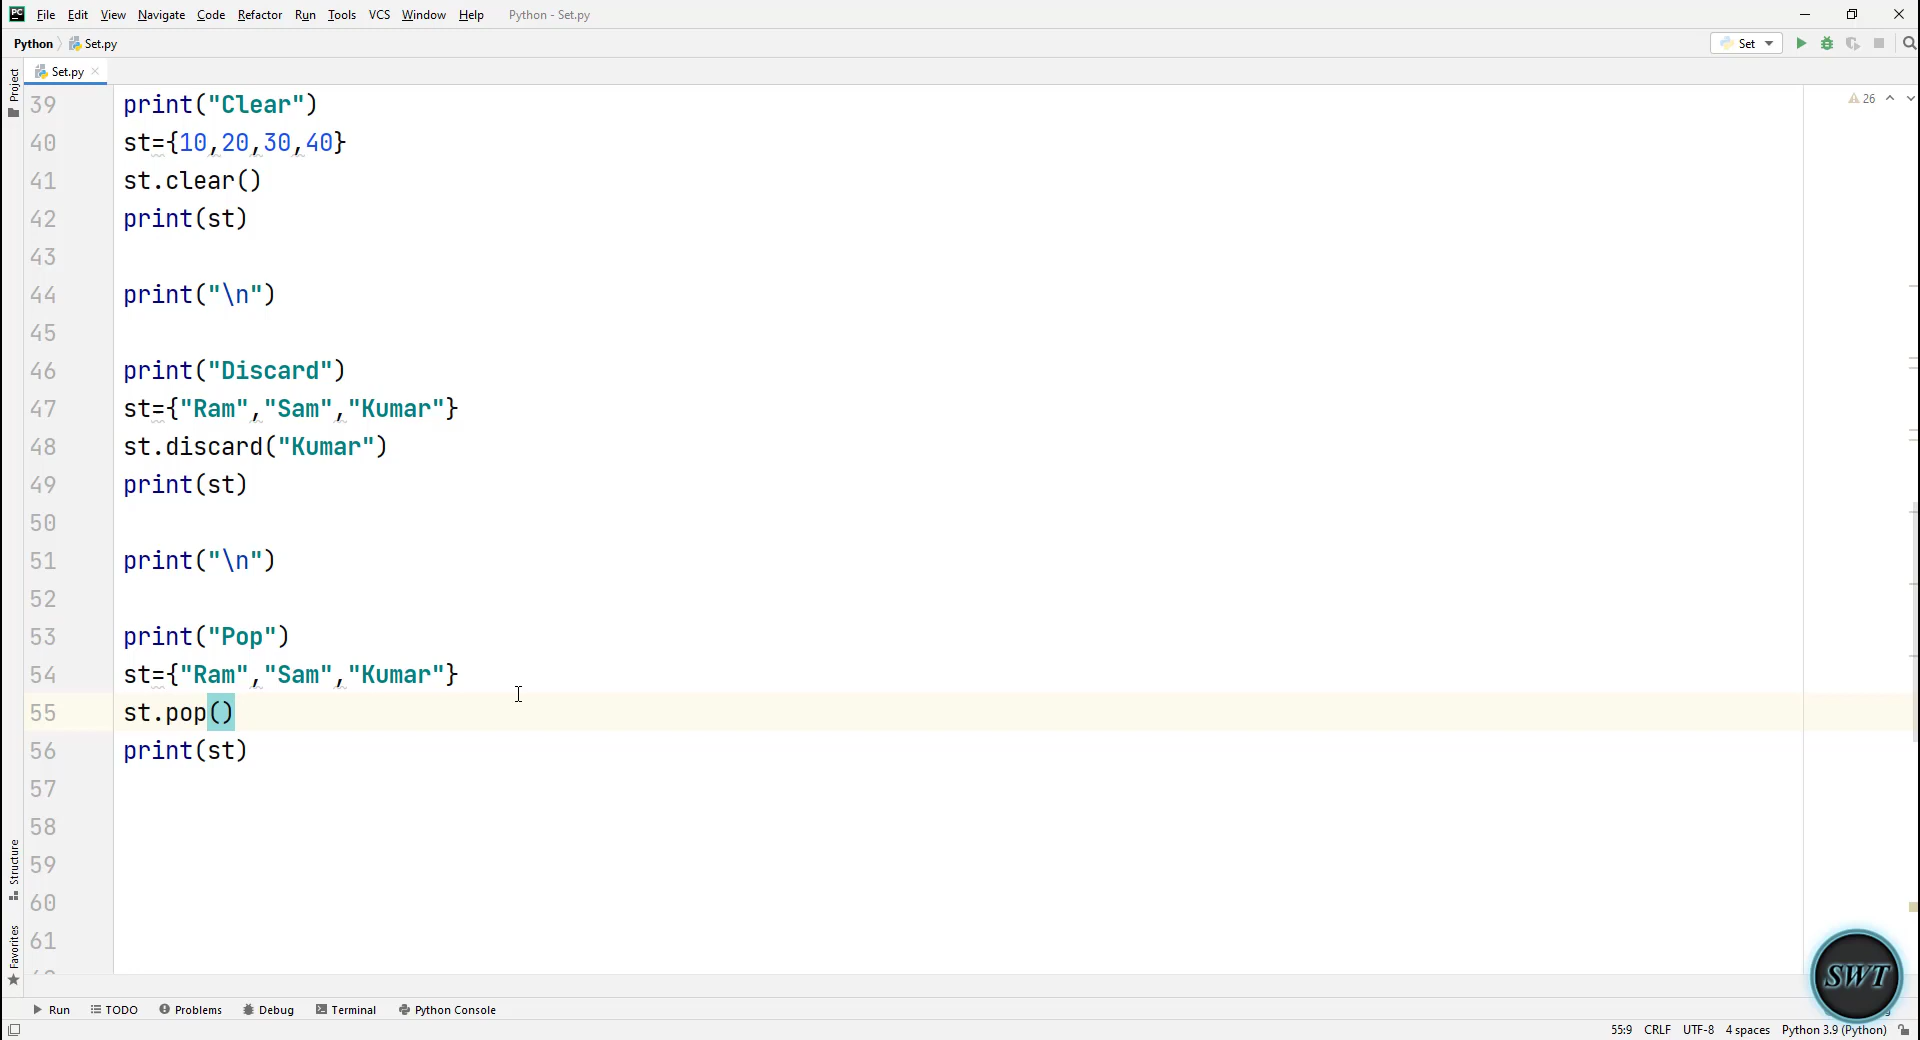 PC File Edit View Navigate Code Refactor Run Tools VCS Window Help Python - Set.py
Python Set.py Set
Project Set.py
39 print("Clear") 26
40 st={10,20,30,40}
41 st.clear()
42 print(st)
43
44 print("\n")
45
46 print("Discard")
47 st={"Ram","Sam","Kumar"}
48 st.discard("Kumar")
49 print(st)
50
51 print("\n")
52
53 print("Pop")
54 st={"Ram","Sam","Kumar"}
55 st.pop()
56 print(st)
57
58
59
60
61
Structure
Favorites
SWT
Run TODO Problems Debug Terminal Python Console
55:9 CRLF UTF-8 4 spaces Python 3.9 (Python)